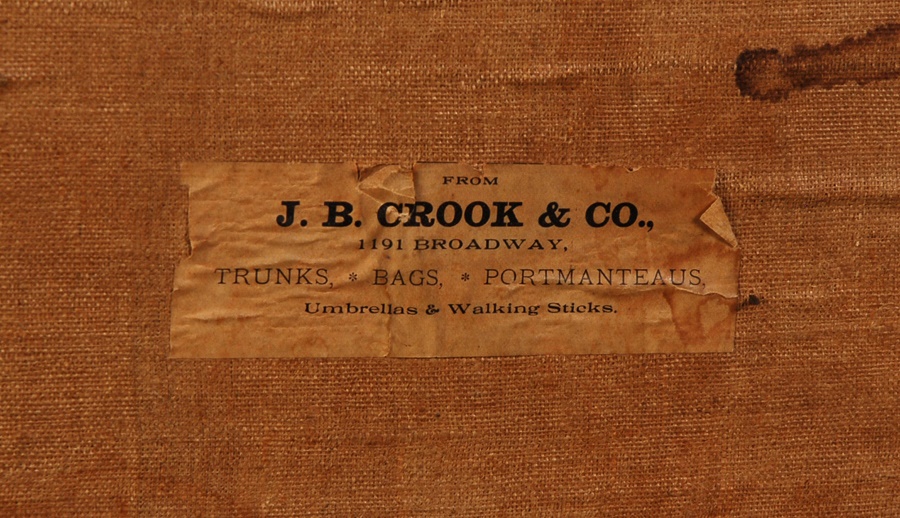 FROM
J. B. CROOK & CO.,
1191 BROADWAY,
TRUNKS, * BAGS, * PORTMANTEAUS,
Umbrellas & Walking Sticks.